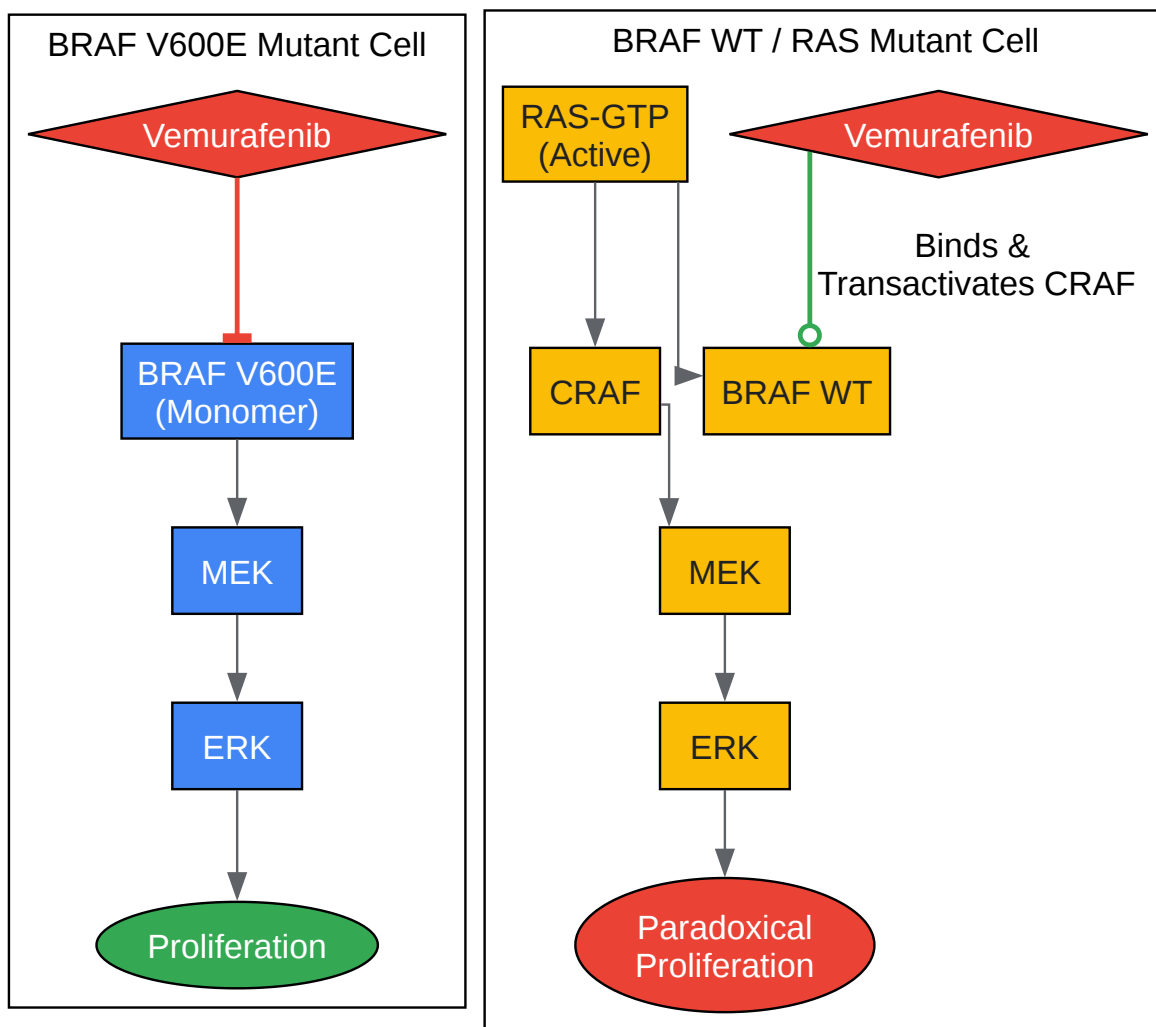 BRAF V600E Mutant Cell
Vemurafenib
BRAF V600E
(Monomer)
MEK
ERK
Proliferation
BRAF WT / RAS Mutant Cell
RAS-GTP
(Active)
Vemurafenib
Binds &
Transactivates CRAF
CRAF
BRAF WT
MEK
ERK
Paradoxical
Proliferation